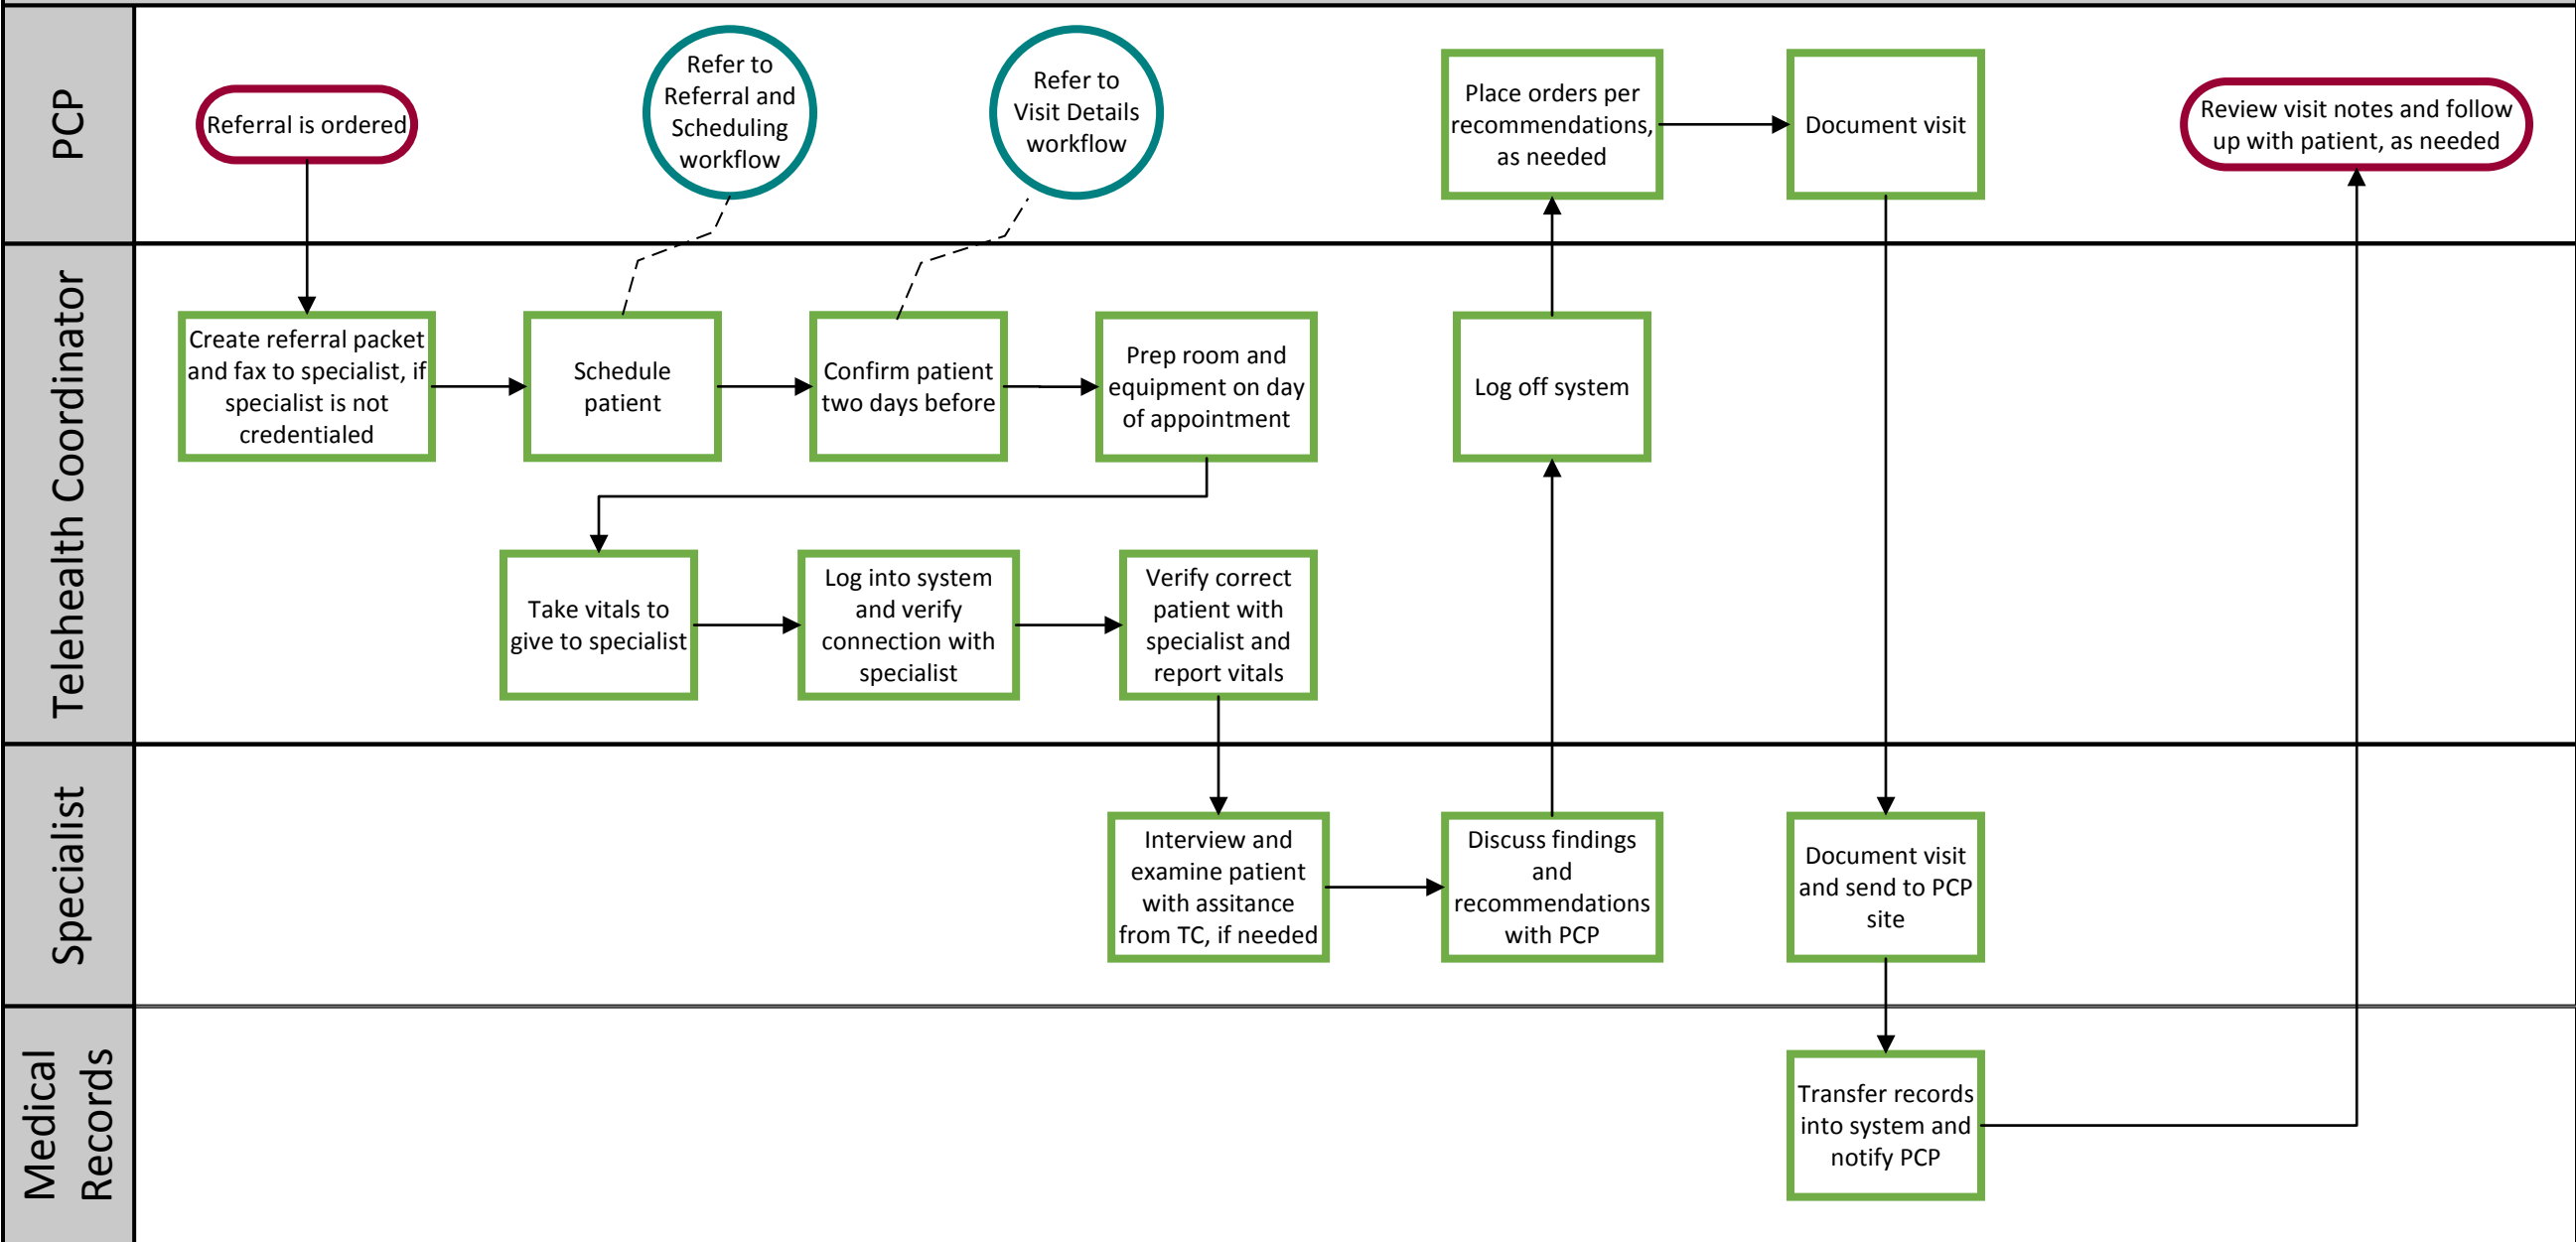 PCP
Referral is ordered
Refer to
Referral and
Scheduling
workflow
Refer to
Visit Details
workflow
Place orders per
recommendations,
as needed
Document visit
Review visit notes and follow
up with patient, as needed
Telehealth Coordinator
Create referral packet
and fax to specialist, if
specialist is not
credentialed
Schedule
patient
Confirm patient
two days before
Prep room and
equipment on day
of appointment
Log off system
Take vitals to
give to specialist
Log into system
and verify
connection with
specialist
Verify correct
patient with
specialist and
report vitals
Specialist
Interview and
examine patient
with assitance
from TC, if needed
Discuss findings
and
recommendations
with PCP
Document visit
and send to PCP
site
Medical
Records
Transfer records
into system and
notify PCP